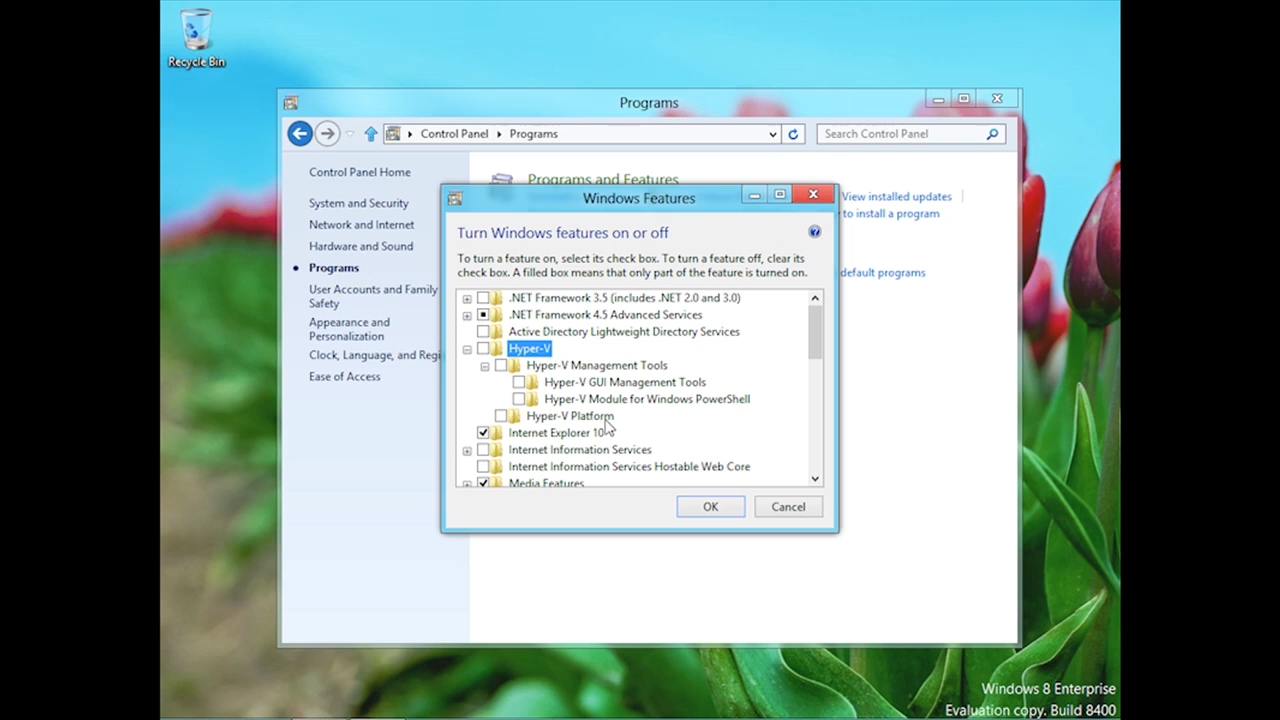 Recycle Bin
Programs
Control Panel
Programs
Search Control Panel
Control Panel Home
System and Security
Network and Internet
Hardware and Sound
Programs
User Accounts and Family
Safety
Appearance and
Personalization
Clock, Language, and Regi
Ease of Access
Programs and Features
View installed updates
to install a program
default programs
Windows Features
Turn Windows features on or off
To turn a feature on, select its check box. To turn a feature off, clear its
check box. A filled box means that only part of the feature is turned on.
.NET Framework 3.5 (includes .NET 2.0 and 3.0)
.NET Framework 4.5 Advanced Services
Active Directory Lightweight Directory Services
Hyper-V
Hyper-V Management Tools
Hyper-V GUI Management Tools
Hyper-V Module for Windows PowerShell
Hyper-V Platform
Internet Explorer 10
Internet Information Services
Internet Information Services Hostable Web Core
Media Features
OK
Cancel
Windows 8 Enterprise
Evaluation copy. Build 8400